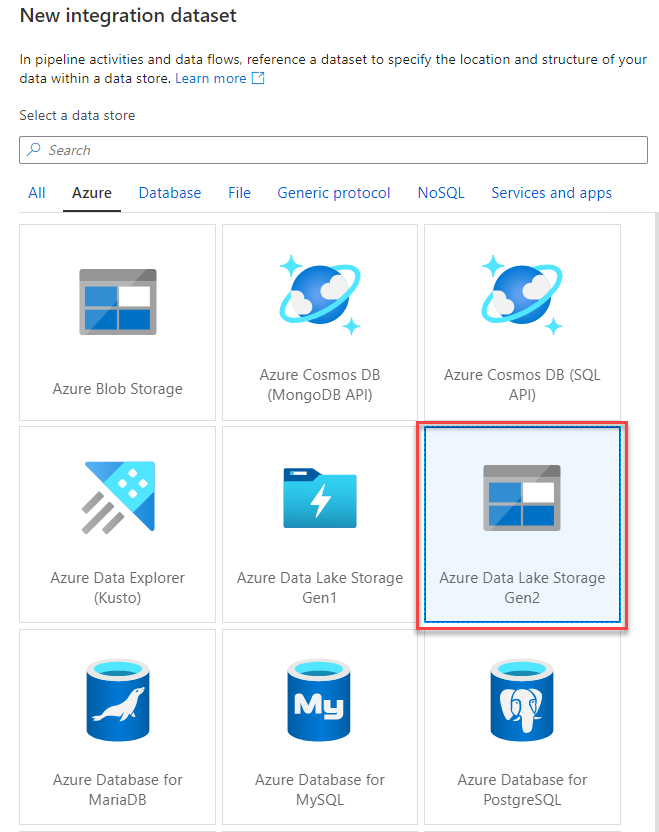 New integration dataset
In pipeline activities and data flows, reference a dataset to specify the location and structure of your
data within a data store. Learn more
Select a data store
Search
All Azure Database File Generic protocol NoSQL Services and apps
Azure Blob Storage
Azure Cosmos DB
(MongoDB API)
Azure Cosmos DB (SQL
API)
Azure Data Explorer
(Kusto)
Azure Data Lake Storage
Gen1
Azure Data Lake Storage
Gen2
Azure Database for
MariaDB
My
Azure Database for
MySQL
Azure Database for
PostgreSQL